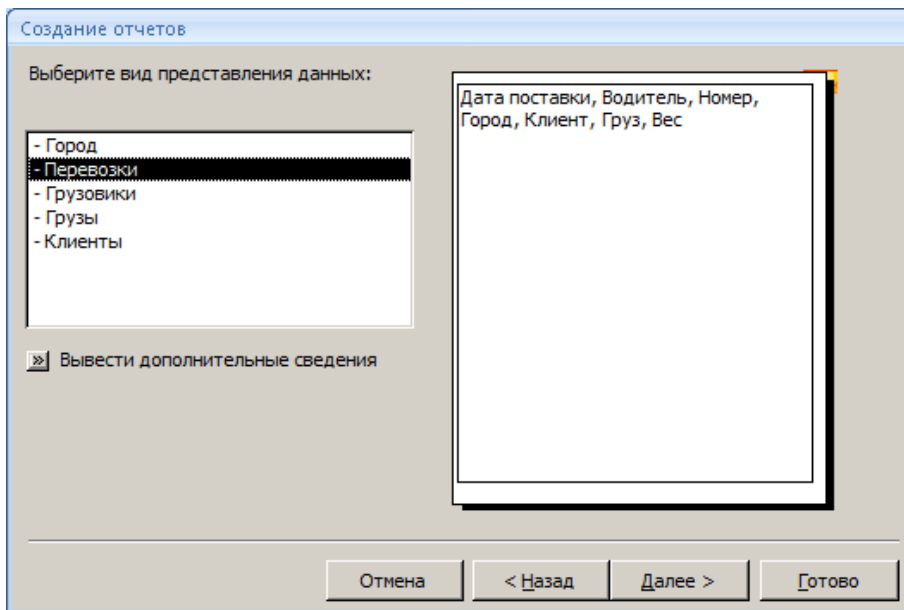 Создание отчетов
Выберите вид представления данных:
- Город
- Перевозки
- Грузовики
- Грузы
- Клиенты
» Вывести дополнительные сведения
Дата поставки, Водитель, Номер,
Город, Клиент, Груз, Вес
Отмена
< Назад
Далее >
Готово